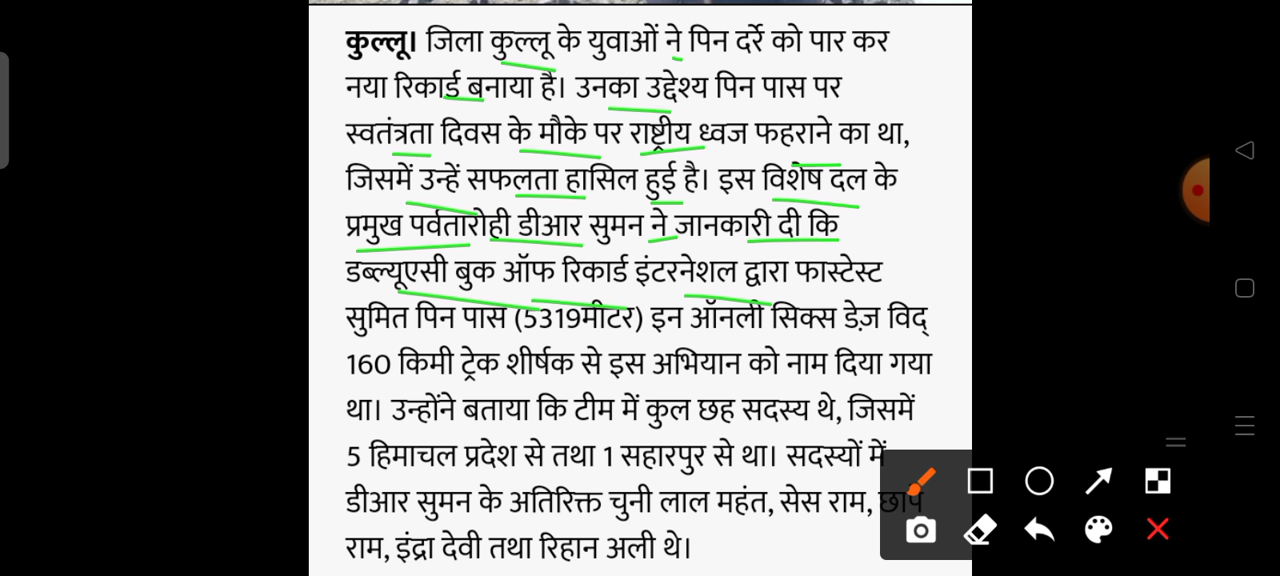 कुल्लू। जिला कुल्लू के युवाओं ने पिन दर्रे को पार कर
नया रिकार्ड बनाया है। उनका उद्देश्य पिन पास पर
स्वतंत्रता दिवस के मौके पर राष्ट्रीय ध्वज फहराने का था,
जिसमें उन्हें सफलता हासिल हुई है। इस विशेष दल के
प्रमुख पर्वतारोही डीआर सुमन ने जानकारी दी कि
डब्ल्यूएसी बुक ऑफ रिकार्ड इंटरनेशल द्वारा फास्टेस्ट
सुमित पिन पास (5319मीटर) इन ऑनली सिक्स डेज़ विद्
160 किमी ट्रेक शीर्षक से इस अभियान को नाम दिया गया
था। उन्होंने बताया कि टीम में कुल छह सदस्य थे, जिसमें
5 हिमाचल प्रदेश से तथा 1 सहारपुर से था। सदस्यों में
डीआर सुमन के अतिरिक्त चुनी लाल महंत, सेस राम, छापे
राम, इंद्रा देवी तथा रिहान अली थे।